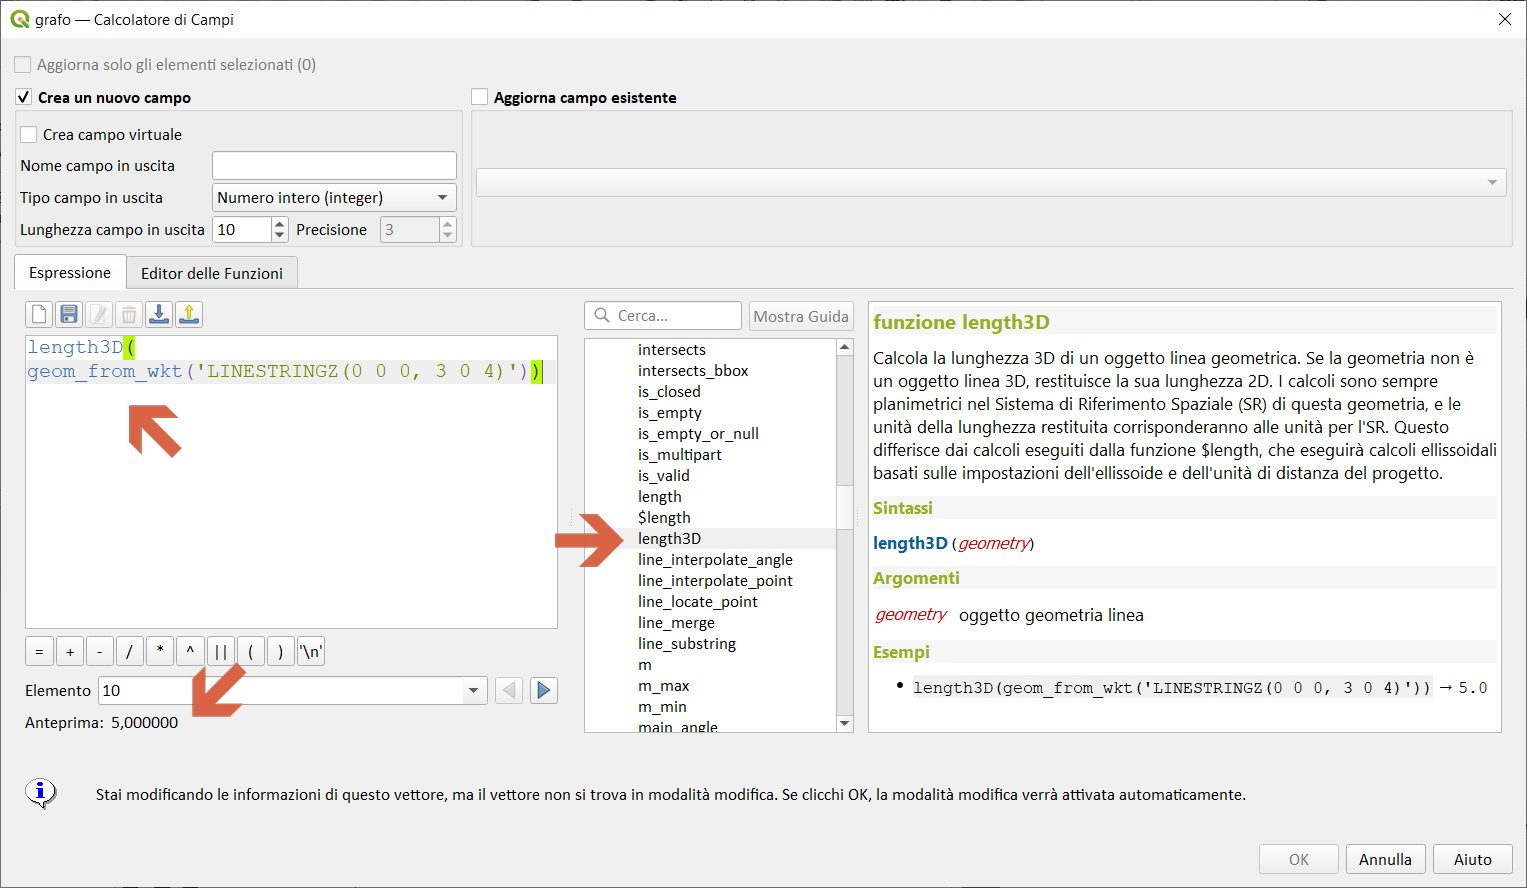 grafo — Calcolatore di Campi
Aggiorna solo gli elementi selezionati (0)
Crea un nuovo campo
Aggiorna campo esistente
Crea campo virtuale
Nome campo in uscita
Tipo campo in uscita Numero intero (integer)
Lunghezza campo in uscita 10 Precisione 3
Espressione Editor delle Funzioni
length3D(
geom_from_wkt('LINESTRINGZ(0 0 0, 3 0 4)'))
= + - / * ^ || ( ) '\n'
Elemento 10
Anteprima: 5,000000
Cerca... Mostra Guida
intersects
intersects_bbox
is_closed
is_empty
is_empty_or_null
is_multipart
is_valid
length
$length
length3D
line_interpolate_angle
line_interpolate_point
line_locate_point
line_merge
line_substring
m
m_max
m_min
main_angle
funzione length3D
Calcola la lunghezza 3D di un oggetto linea geometrica. Se la geometria non è
un oggetto linea 3D, restituisce la sua lunghezza 2D. I calcoli sono sempre
planimetrici nel Sistema di Riferimento Spaziale (SR) di questa geometria, e le
unità della lunghezza restituita corrisponderanno alle unità per l'SR. Questo
differisce dai calcoli eseguiti dalla funzione $length, che eseguirà calcoli ellissoidali
basati sulle impostazioni dell'ellissoide e dell'unità di distanza del progetto.
Sintassi
length3D (geometry)
Argomenti
geometry oggetto geometria linea
Esempi
• length3D(geom_from_wkt('LINESTRINGZ(0 0 0, 3 0 4)')) → 5.0
Stai modificando le informazioni di questo vettore, ma il vettore non si trova in modalità modifica. Se clicchi OK, la modalità modifica verrà attivata automaticamente.
OK Annulla Aiuto